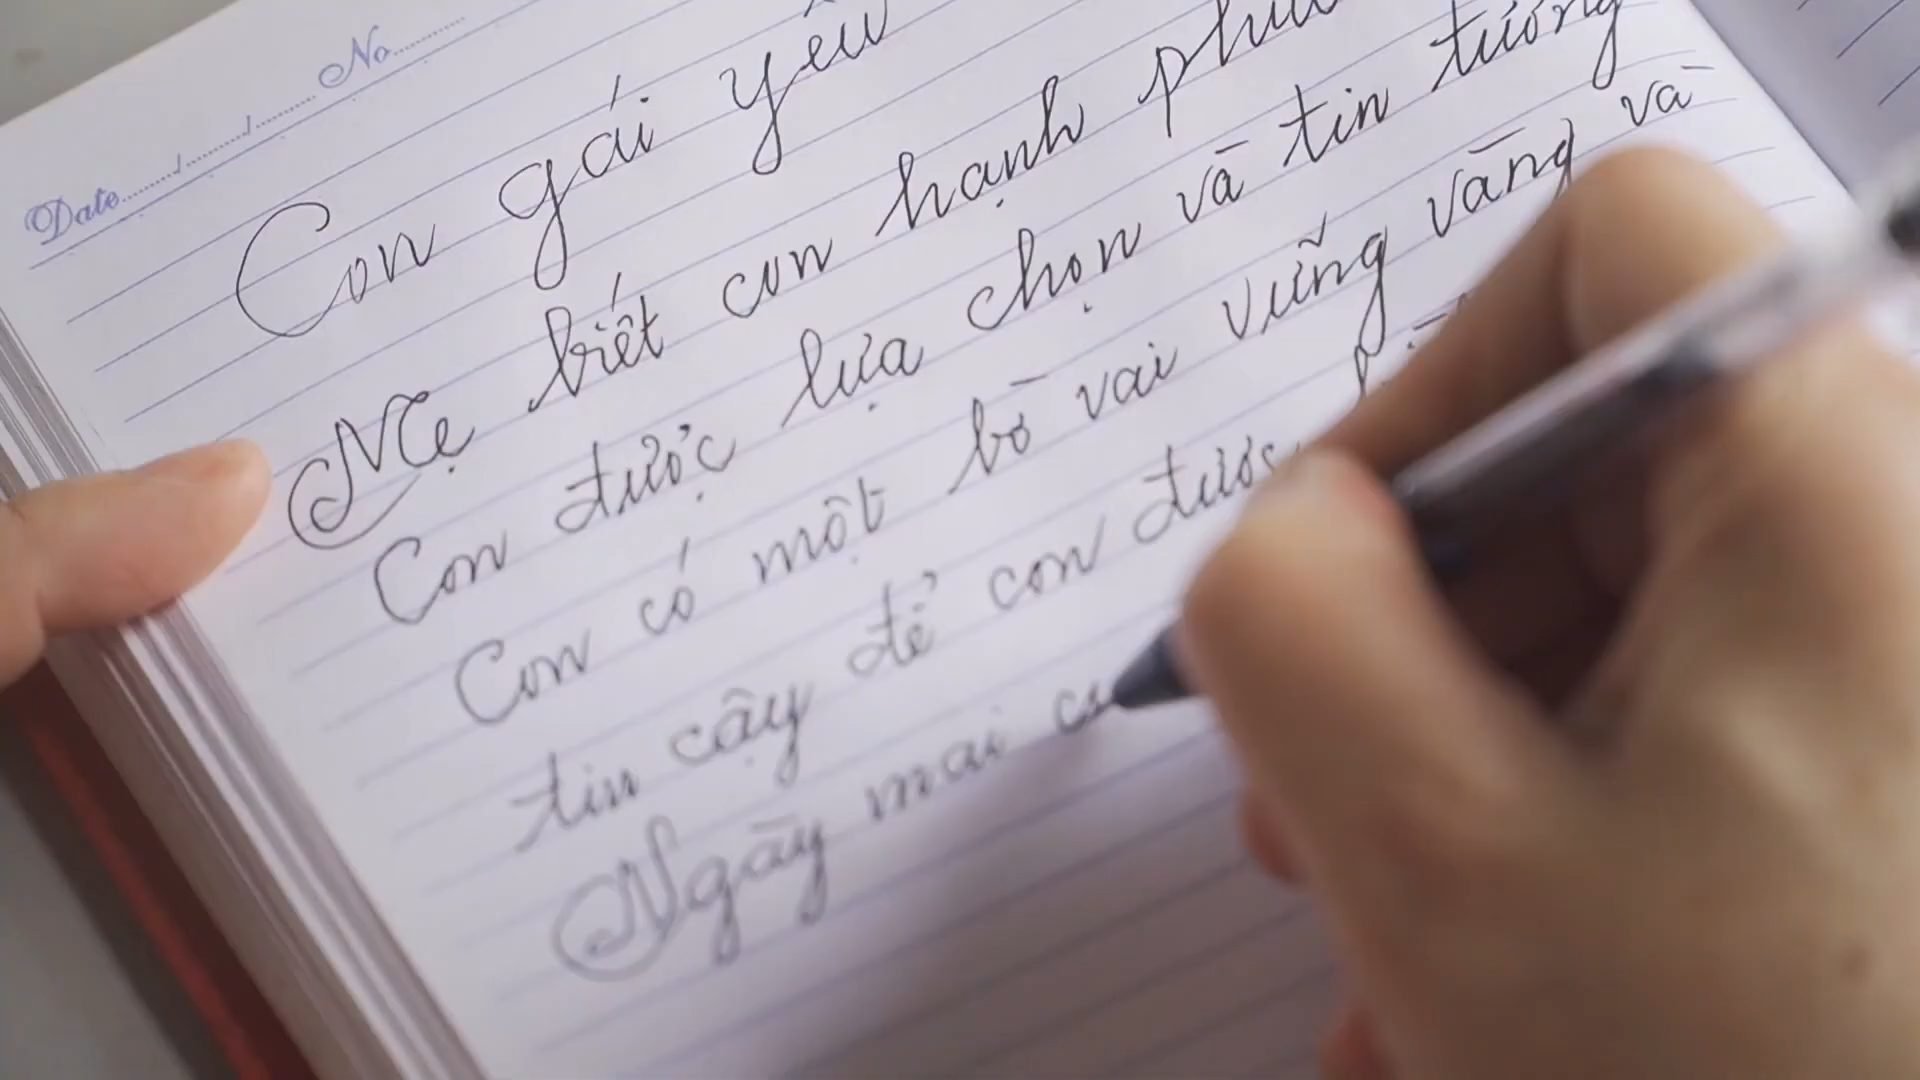 No
Date
Con gái yêu
Mẹ biết con hạnh
Con được lựa chọn và tin tưởng
Con có một bờ vai vững vàng và
tin cậy để con được
Ngày mai